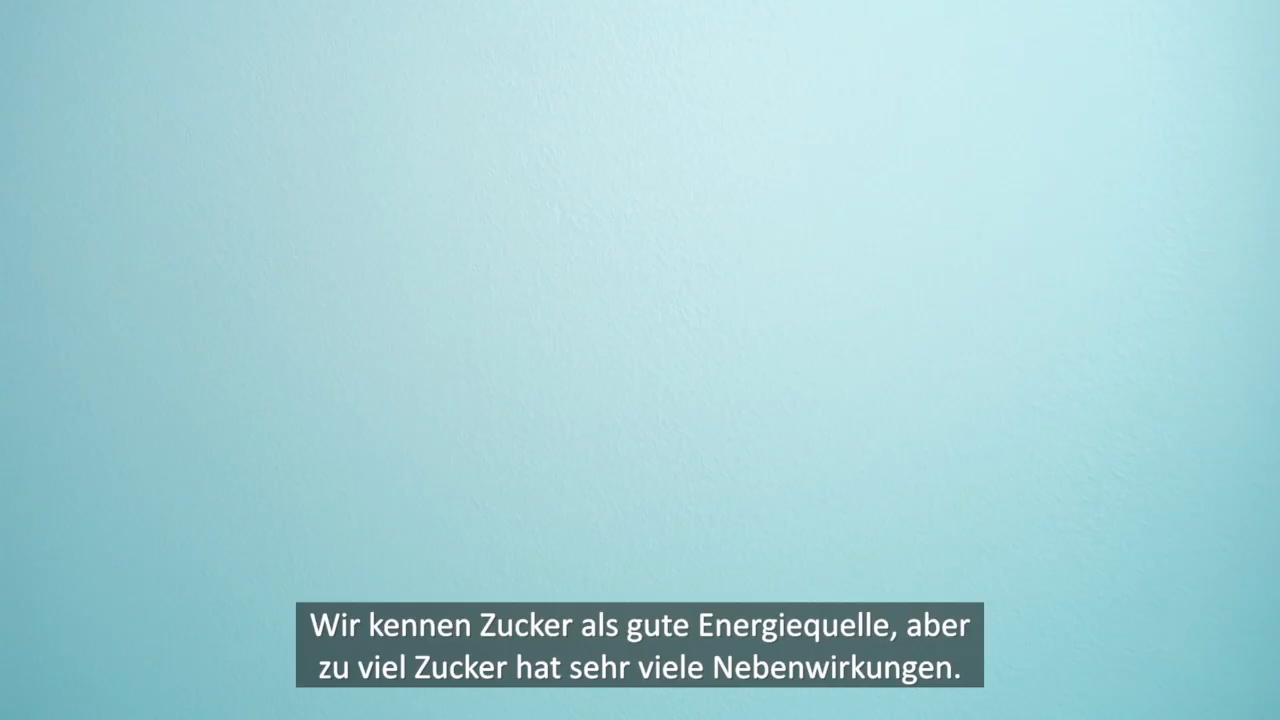 Wir kennen Zucker als gute Energiequelle, aber
zu viel Zucker hat sehr viele Nebenwirkungen.